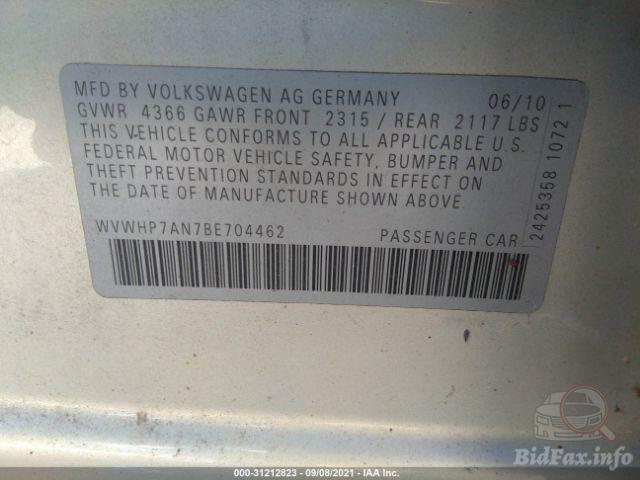 MFD BY VOLKSWAGEN AG GERMANY 06/10
GVWR 4366 GAWR FRONT 2315 / REAR 2117 LBS
THIS VEHICLE CONFORMS TO ALL APPLICABLE U.S.
FEDERAL MOTOR VEHICLE SAFETY, BUMPER AND
THEFT PREVENTION STANDARDS IN EFFECT ON
THE DATE OF MANUFACTURE SHOWN ABOVE.
WVWHP7AN7BE704462 PASSENGER CAR
2425358 10721
BidFax.info
000-31212823 - 09/08/2021 - IAA Inc.